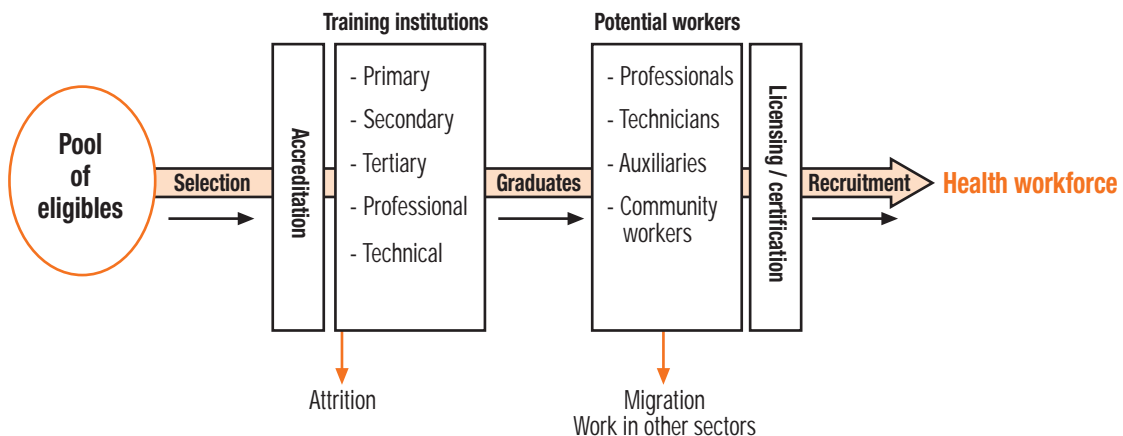 Training institutions
Potential workers
Pool
of
eligibles
Selection
Accreditation
- Primary
- Secondary
- Tertiary
- Professional
- Technical
Graduates
- Professionals
- Technicians
- Auxiliaries
- Community
workers
Licensing / certification
Recruitment
Health workforce
Attrition
Migration
Work in other sectors